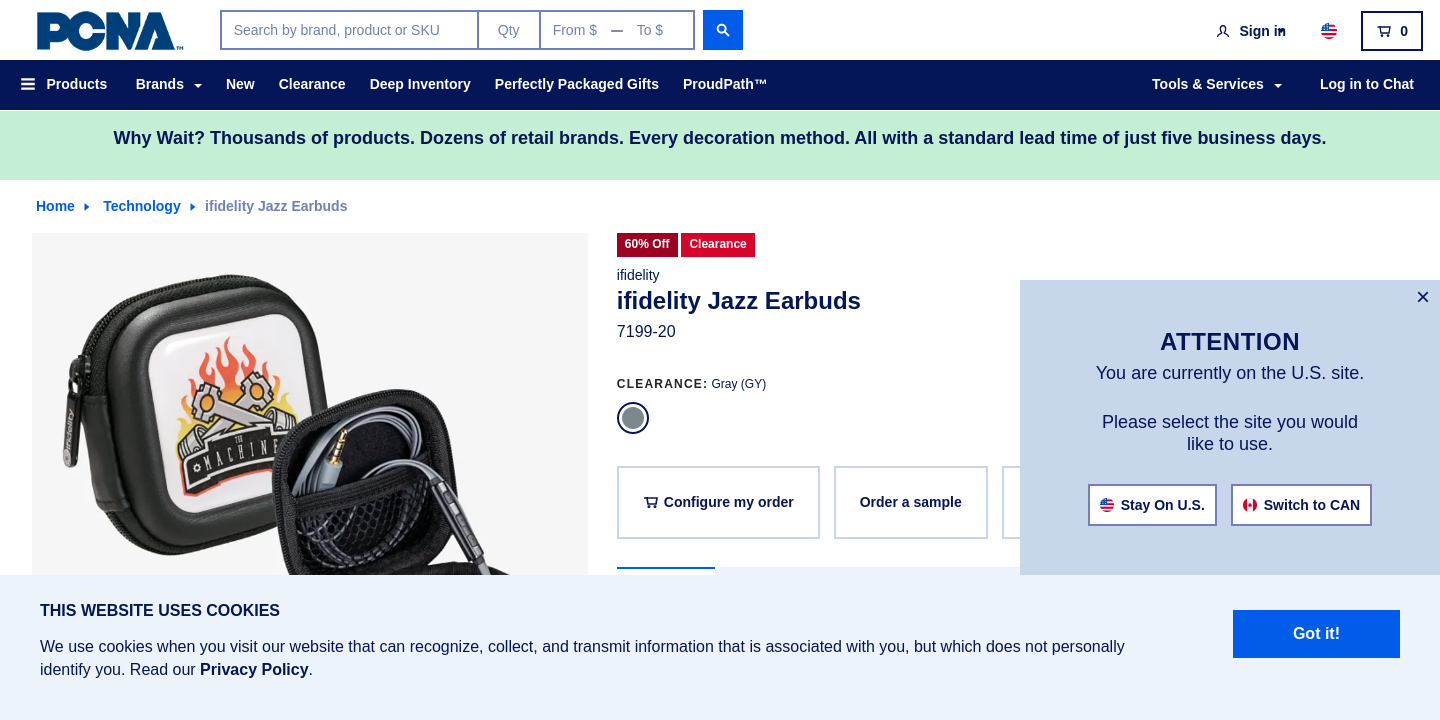 PCNA™
Search by brand, product or SKU
Qty
From $ — To $
Sign in
0
Products
Brands
New
Clearance
Deep Inventory
Perfectly Packaged Gifts
ProudPath™
Tools & Services
Log in to Chat
Why Wait? Thousands of products. Dozens of retail brands. Every decoration method. All with a standard lead time of just five business days.
Home
Technology
ifidelity Jazz Earbuds
60% Off
Clearance
ifidelity
ifidelity Jazz Earbuds
7199-20
CLEARANCE: Gray (GY)
Configure my order
Order a sample
THE
MACHINE
ifidelity
ATTENTION
You are currently on the U.S. site.
Please select the site you would
like to use.
Stay On U.S.
Switch to CAN
THIS WEBSITE USES COOKIES
We use cookies when you visit our website that can recognize, collect, and transmit information that is associated with you, but which does not personally
identify you. Read our Privacy Policy.
Got it!